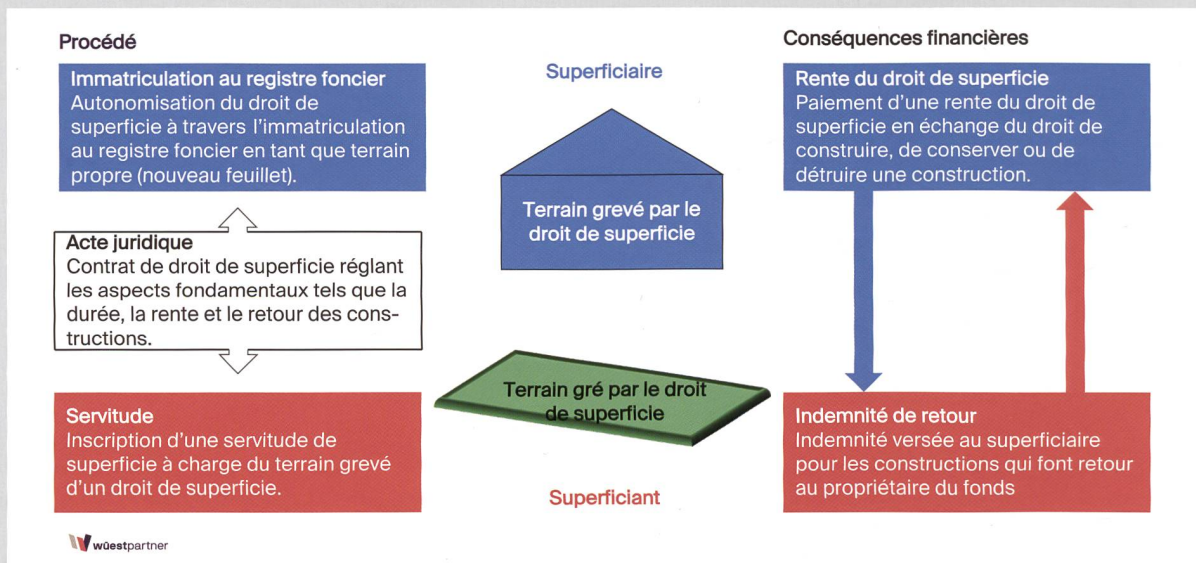 Procédé
Immatriculation au registre foncier
Autonomisation du droit de
superficie à travers l'immatriculation
au registre foncier en tant que terrain
propre (nouveau feuillet).
Acte juridique
Contrat de droit de superficie réglant
les aspects fondamentaux tels que la
durée, la rente et le retour des cons-
tructions.
Servitude
Inscription d'une servitude de
superficie à charge du terrain grevé
d'un droit de superficie.
Superficiaire
Terrain grevé par le
droit de superficie
Terrain gré par le droit
de superficie
Superficiant
Conséquences financières
Rente du droit de superficie
Paiement d'une rente du droit de
superficie en échange du droit de
construire, de conserver ou de
détruire une construction.
Indemnité de retour
Indemnité versée au superficiaire
pour les constructions qui font retour
au propriétaire du fonds
wüestpartner